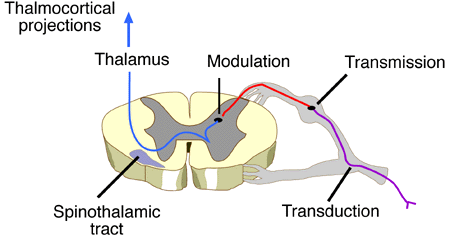 Thalmocortical
projections
Thalamus
Modulation
Transmission
Spinothalamic
tract
Transduction